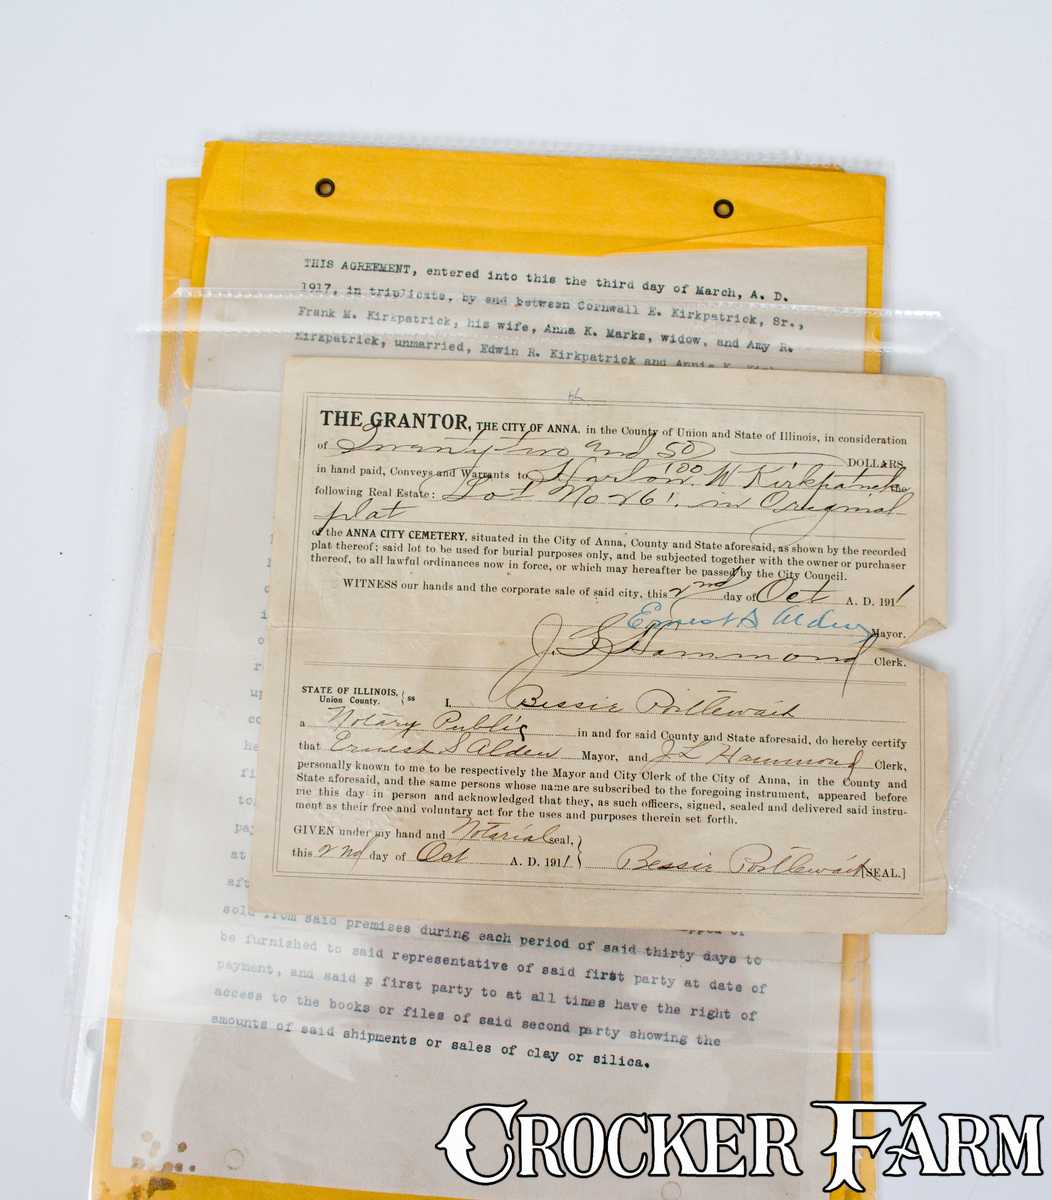 THIS AGREEMENT, entered into this the third day of March, A. D.
1917, in triplicate, by and between Cornwall E. Kirkpatrick, Sr.,
Frank M. Kirkpatrick, his wife, Anna K. Marks, widow, and Amy R.
Kirkpatrick, unmarried, Edwin R. Kirkpatrick and Annie
THE GRANTOR, THE CITY OF ANNA, in the County of Union and State of Illinois, in consideration
of Twenty two and 50/100 DOLLARS,
in hand paid, Conveys and Warrants to Harlow W Kirkpatrick the
following Real Estate: Lot No 261 in Original
plat
of the ANNA CITY CEMETERY, situated in the City of Anna, County and State aforesaid, as shown by the recorded
plat thereof; said lot to be used for burial purposes only, and be subjected together with the owner or purchaser
thereof, to all lawful ordinances now in force, or which may hereafter be passed by the City Council.
WITNESS our hands and the corporate sale of said city, this 2nd day of Oct A. D. 1911
Ernest S Alden Mayor.
J. L Hammond Clerk.
STATE OF ILLINOIS, ss
Union County.
I, Bessie Postlewait
a Notary Public in and for said County and State aforesaid, do hereby certify
that Ernest S Alden Mayor, and J L Hammond Clerk,
personally known to me to be respectively the Mayor and City Clerk of the City of Anna, in the County and
State aforesaid, and the same persons whose name are subscribed to the foregoing instrument, appeared before
me this day in person and acknowledged that they, as such officers, signed, sealed and delivered said instru-
ment as their free and voluntary act for the uses and purposes therein set forth.
GIVEN under my hand and Notarial seal,
this 2nd day of Oct A. D. 1911 Bessie Postlewait [SEAL.]
sold from said premises during each period of said thirty days to
be furnished to said representative of said first party at date of
payment, and said p first party to at all times have the right of
access to the books or files of said second party showing the
amounts of said shipments or sales of clay or silica.
CROCKER FARM